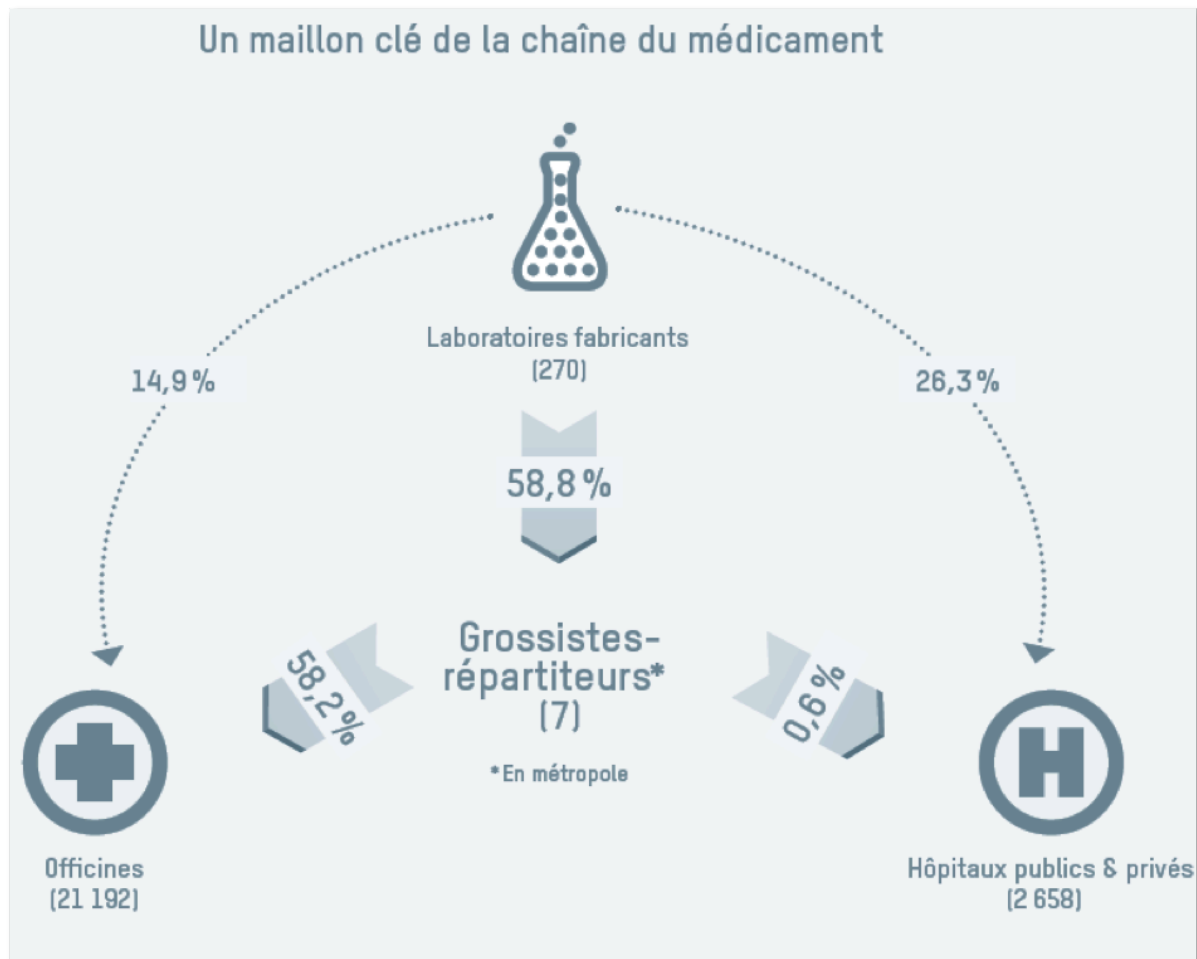 Un maillon clé de la chaîne du médicament
Laboratoires fabricants
(270)
14,9 %
26,3 %
58,8 %
Grossistes-
répartiteurs*
(7)
58,2 %
0,6 %
*En métropole
H
Officines
(21 192)
Hôpitaux publics & privés
(2 658)